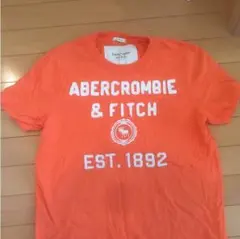 ABERCROMBIE
& FITCH
EST. 1892